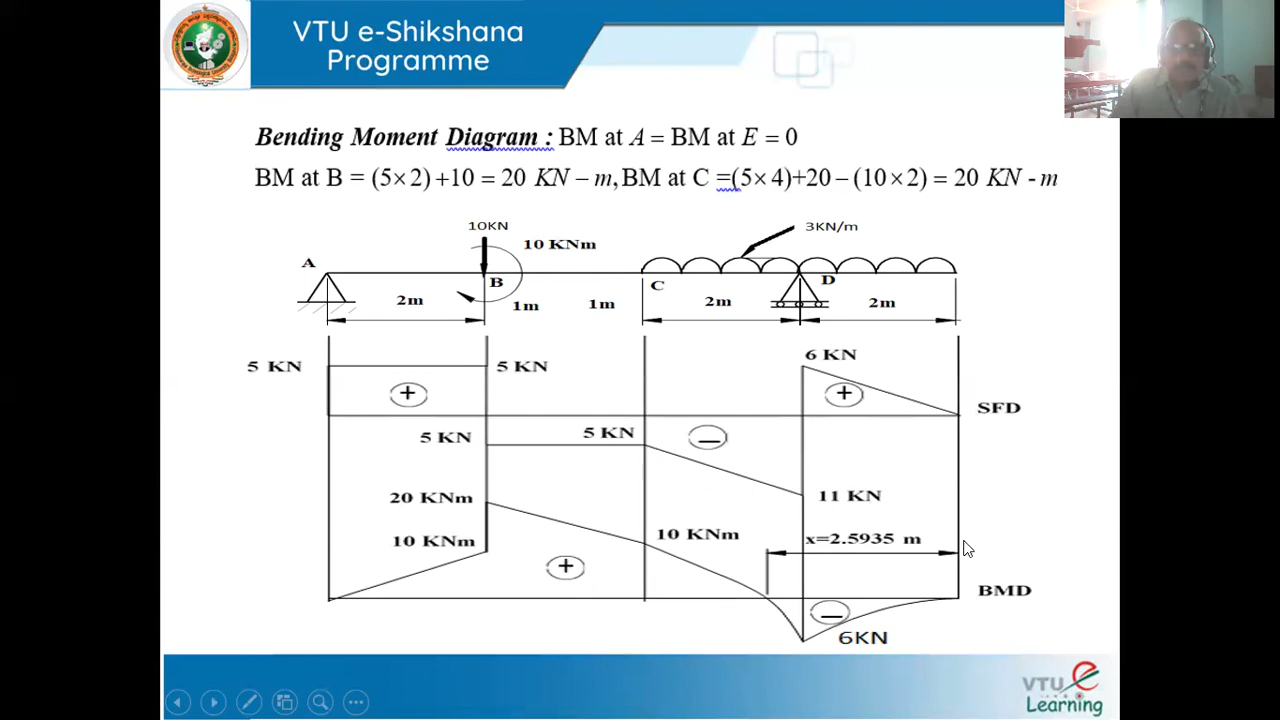 VTU e-Shikshana
Programme
Bending Moment Diagram : BM at A = BM at E = 0
BM at B = (5×2) +10 = 20 KN – m, BM at C =(5×4)+20 – (10×2) = 20 KN - m
10KN
3KN/m
10 KNm
A
B
C
D
2m
1m
1m
2m
2m
5 KN
5 KN
6 KN
+
+
SFD
5 KN
5 KN
–
20 KNm
11 KN
10 KNm
10 KNm
x=2.5935 m
+
BMD
–
6KN
VTU e
Learning